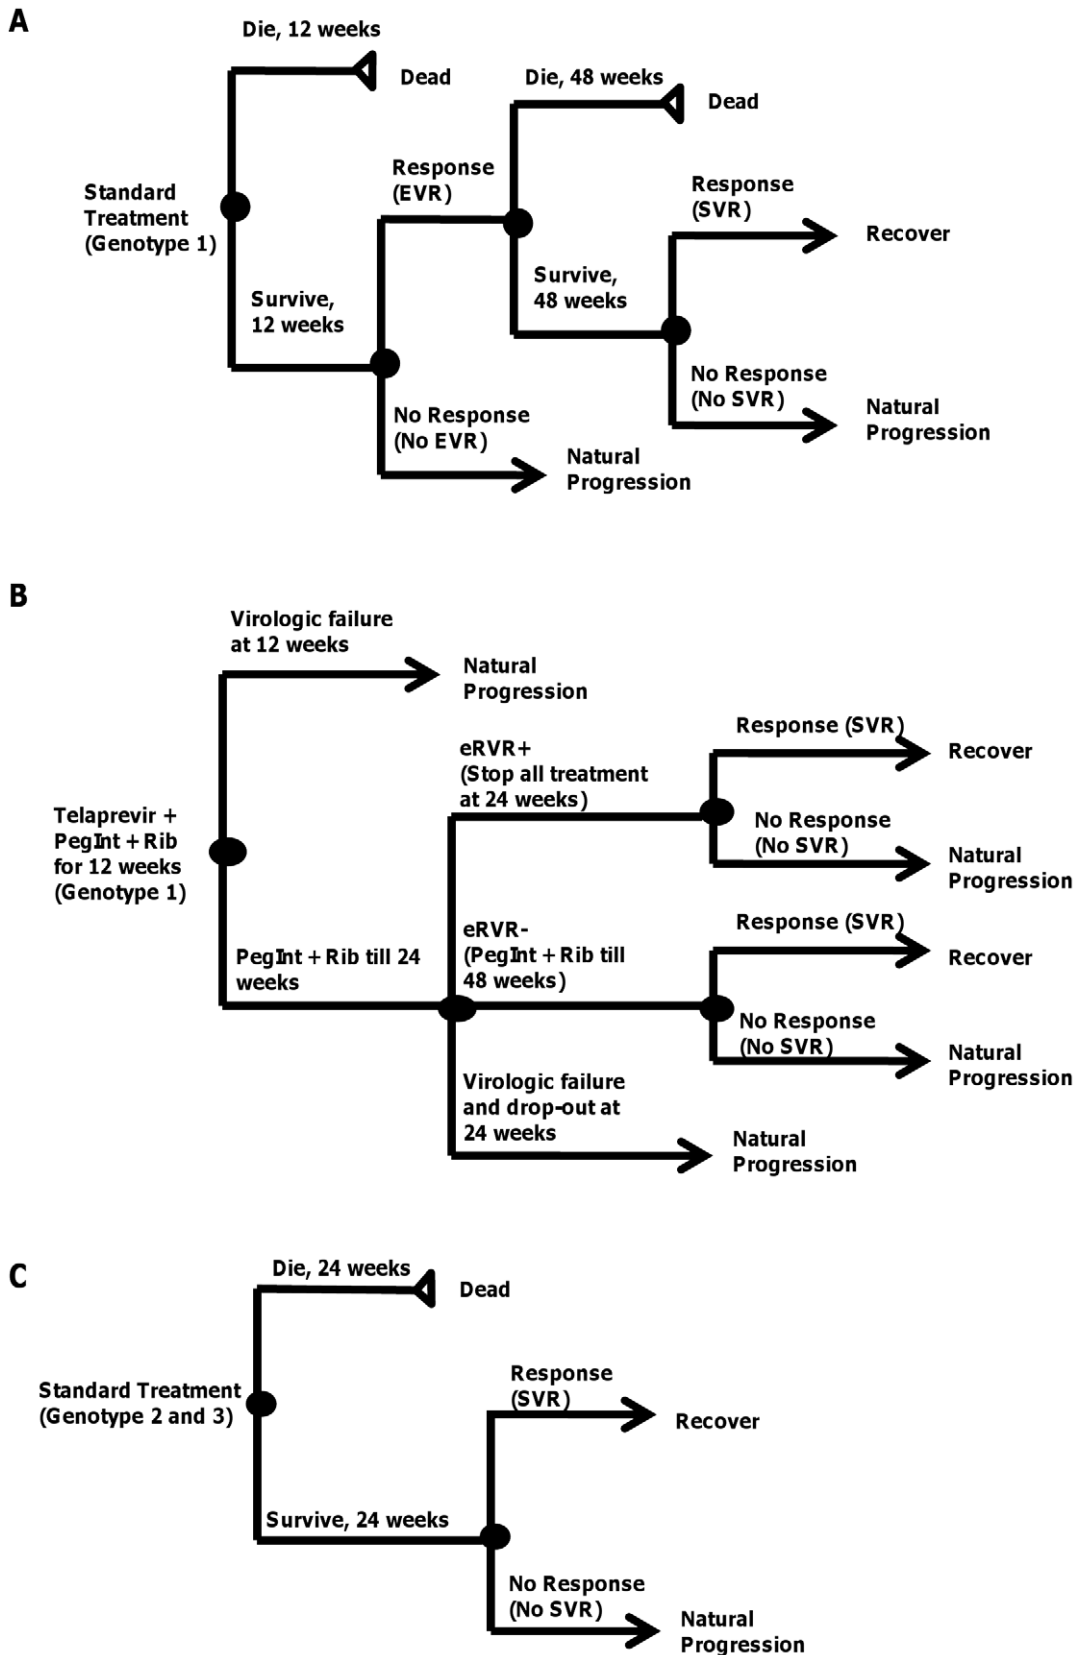 A
Die, 12 weeks
Dead
Die, 48 weeks
Dead
Standard
Treatment
(Genotype 1)
Response
(EVR)
Response
(SVR)
Recover
Survive,
12 weeks
Survive,
48 weeks
No Response
(No EVR)
Natural
Progression
No Response
(No SVR)
Natural
Progression
B
Virologic failure
at 12 weeks
Natural
Progression
Telaprevir +
PegInt + Rib
for 12 weeks
(Genotype 1)
eRVR+
(Stop all treatment
at 24 weeks)
Response (SVR)
Recover
No Response
(No SVR)
Natural
Progression
PegInt + Rib till 24
weeks
eRVR-
(PegInt + Rib till
48 weeks)
Response (SVR)
Recover
No Response
(No SVR)
Natural
Progression
Virologic failure
and drop-out at
24 weeks
Natural
Progression
C
Die, 24 weeks
Dead
Standard Treatment
(Genotype 2 and 3)
Response
(SVR)
Recover
Survive, 24 weeks
No Response
(No SVR)
Natural
Progression